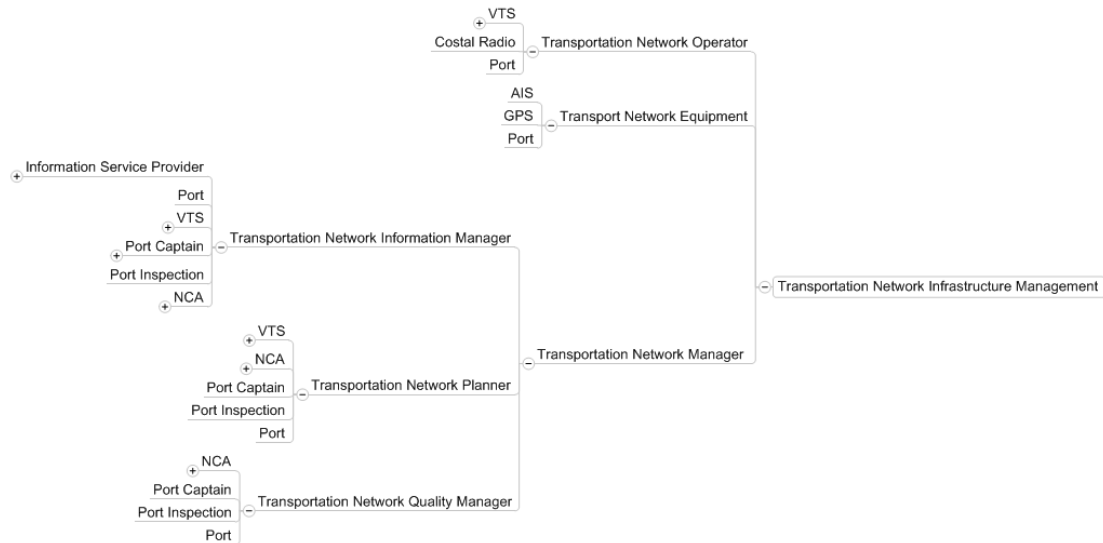 VTS
Costal Radio
Port
Transportation Network Operator
AIS
GPS
Port
Transport Network Equipment
Information Service Provider
Port
VTS
Port Captain
Port Inspection
NCA
Transportation Network Information Manager
Transportation Network Infrastructure Management
VTS
NCA
Port Captain
Port Inspection
Port
Transportation Network Planner
Transportation Network Manager
NCA
Port Captain
Port Inspection
Port
Transportation Network Quality Manager